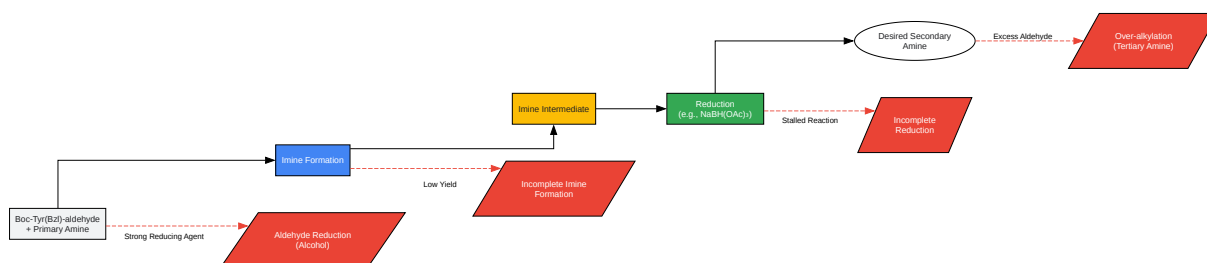 Desired Secondary
Amine
Excess Aldehyde
Over-alkylation
(Tertiary Amine)
Imine Intermediate
Reduction
(e.g., NaBH(OAc)₃)
Stalled Reaction
Incomplete
Reduction
Imine Formation
Low Yield
Incomplete Imine
Formation
Boc-Tyr(Bzl)-aldehyde
+ Primary Amine
Strong Reducing Agent
Aldehyde Reduction
(Alcohol)